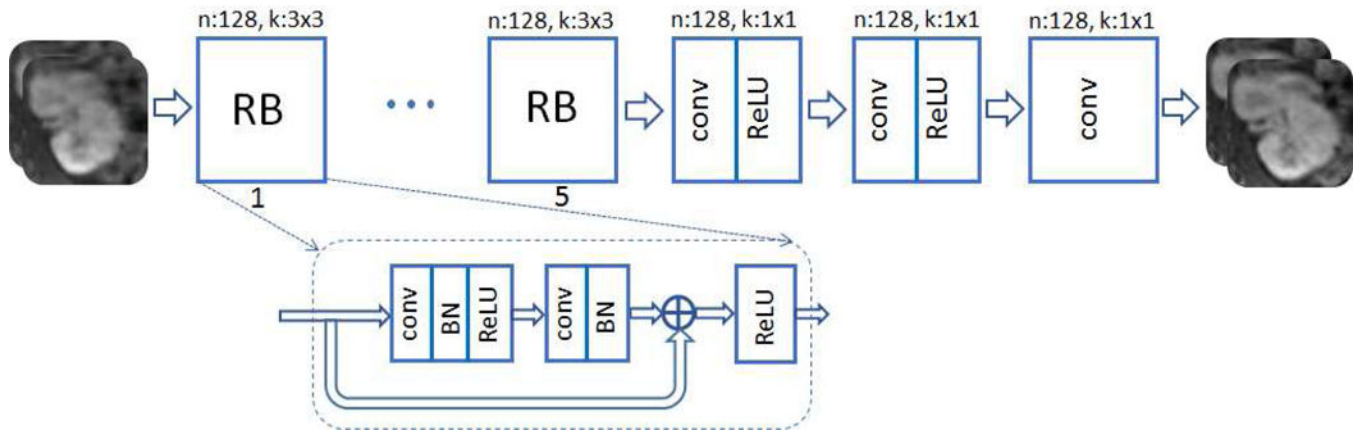 n:128, k:3x3 n:128, k:3x3 n:128, k:1x1 n:128, k:1x1 n:128, k:1x1
RB ... RB conv ReLU conv ReLU conv
1 5
conv BN ReLU conv BN ReLU